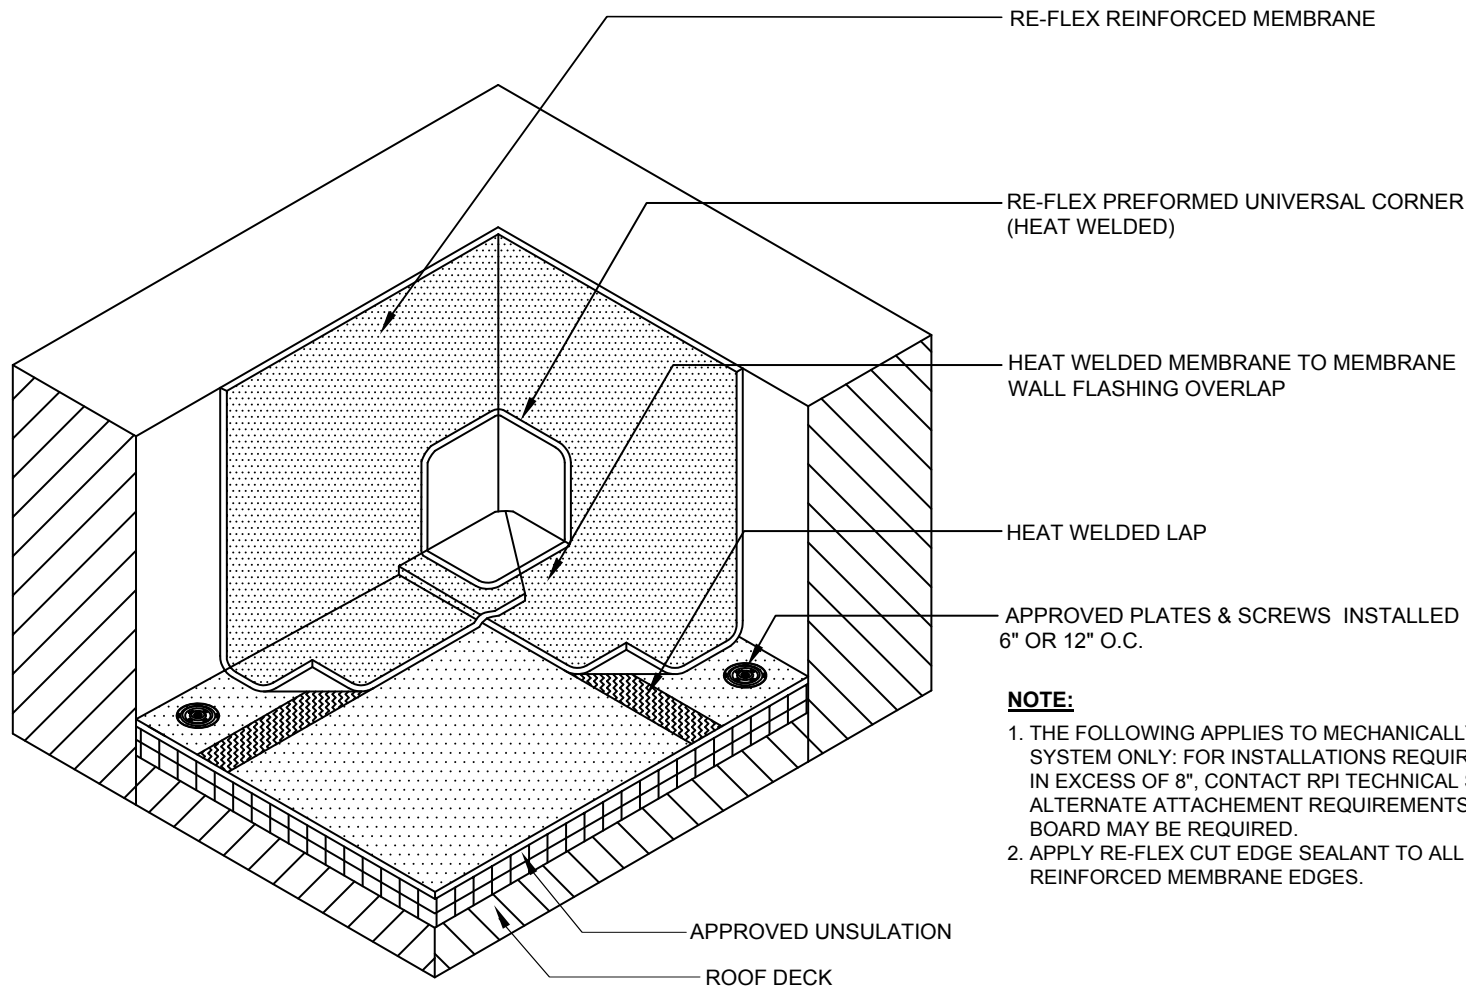 RE-FLEX REINFORCED MEMBRANE
RE-FLEX PREFORMED UNIVERSAL CORNER
(HEAT WELDED)
HEAT WELDED MEMBRANE TO MEMBRANE
WALL FLASHING OVERLAP
HEAT WELDED LAP
APPROVED PLATES & SCREWS INSTALLED
6" OR 12" O.C.
NOTE:
1. THE FOLLOWING APPLIES TO
SYSTEM ONLY: FOR INSTALLATIONS
IN EXCESS OF 8", CONTACT RPI TECHNICAL
ALTERNATE ATTACHEMENT REQUIREMENTS
BOARD MAY BE REQUIRED.
2. APPLY RE-FLEX CUT EDGE SEALANT TO ALL
REINFORCED MEMBRANE EDGES.
APPROVED UNSULATION
ROOF DECK